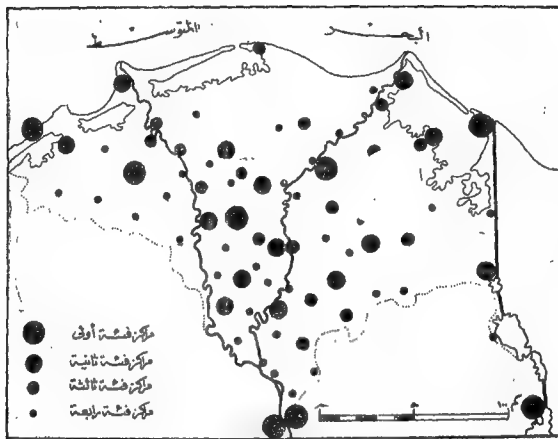 البحر المتوسط
مراكز فئة أولى
مراكز فئة ثانية
مراكز فئة ثالثة
مراكز فئة رابعة